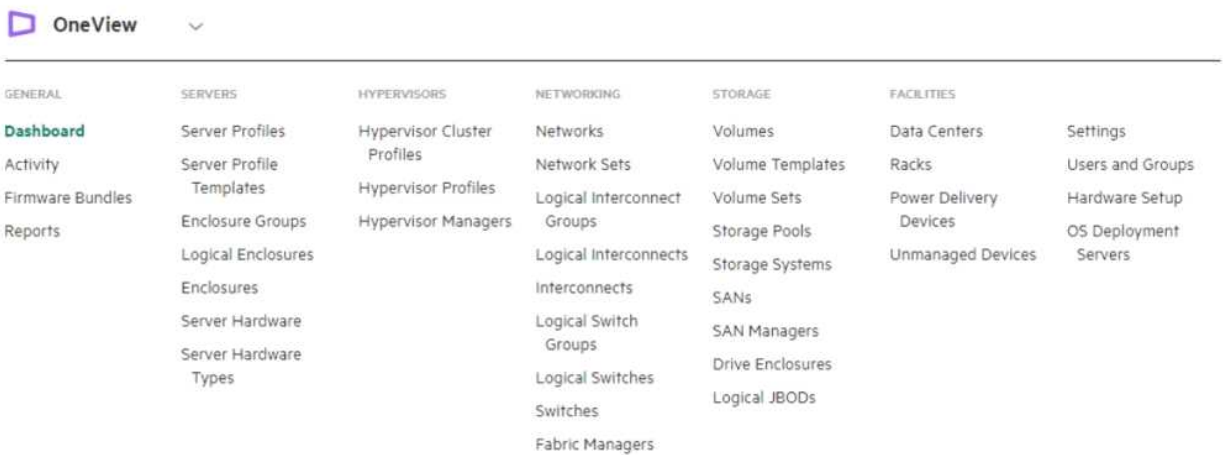 OneView
GENERAL
Dashboard
Activity
Firmware Bundles
Reports
SERVERS
Server Profiles
Server Profile
Templates
Enclosure Groups
Logical Enclosures
Enclosures
Server Hardware
Server Hardware
Types
HYPERVISORS
Hypervisor Cluster
Profiles
Hypervisor Profiles
Hypervisor Managers
NETWORKING
Networks
Network Sets
Logical Interconnect
Groups
Logical Interconnects
Interconnects
Logical Switch
Groups
Logical Switches
Switches
Fabric Managers
STORAGE
Volumes
Volume Templates
Volume Sets
Storage Pools
Storage Systems
SANs
SAN Managers
Drive Enclosures
Logical JBODs
FACILITIES
Data Centers
Racks
Power Delivery
Devices
Unmanaged Devices
Settings
Users and Groups
Hardware Setup
OS Deployment
Servers